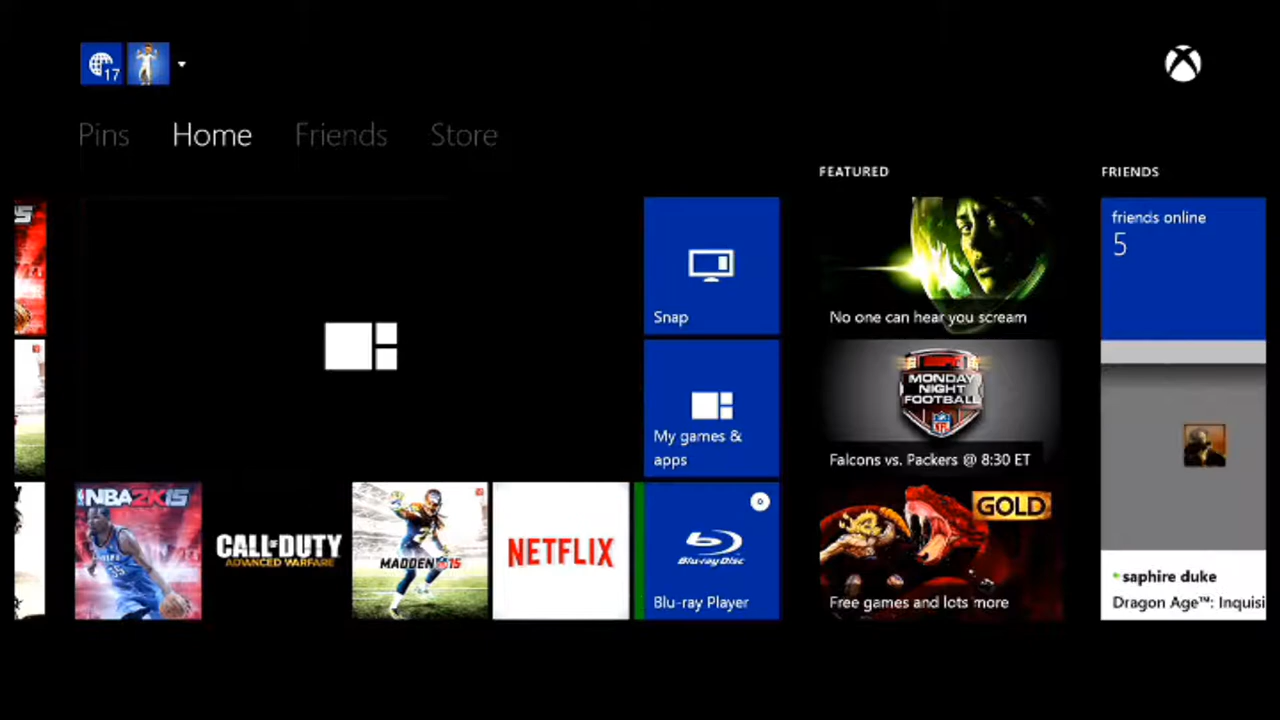 17
Pins Home Friends Store
FEATURED
FRIENDS
friends online
5
Snap
No one can hear you scream
MONDAY
NIGHT
FOOTBALL
NFL
My games &
apps
Falcons vs. Packers @ 8:30 ET
NBA2K15
CALL OF DUTY
ADVANCED WARFARE
MADDEN NFL 15
NETFLIX
Blu-ray Disc
Blu-ray Player
GOLD
Free games and lots more
saphire duke
Dragon Age™: Inquisi